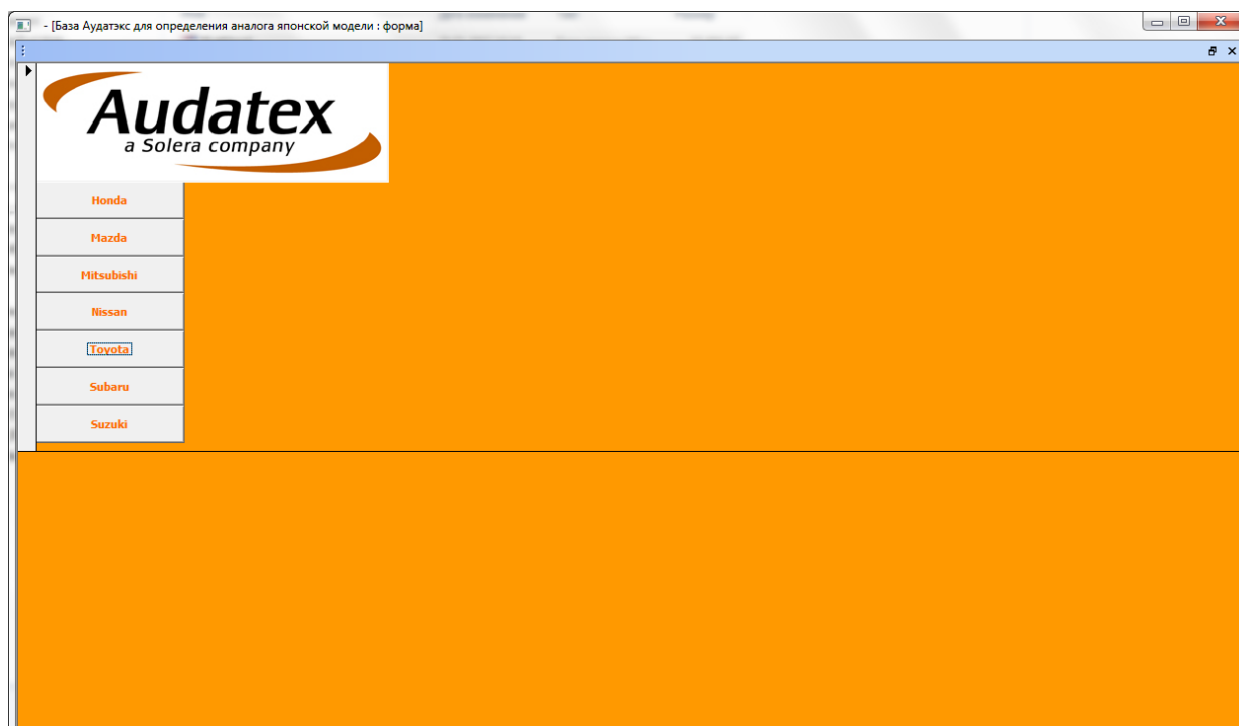 - [База Аудатэкс для определения аналога японской модели : форма]
Audatex
a Solera company
Honda
Mazda
Mitsubishi
Nissan
Toyota
Subaru
Suzuki